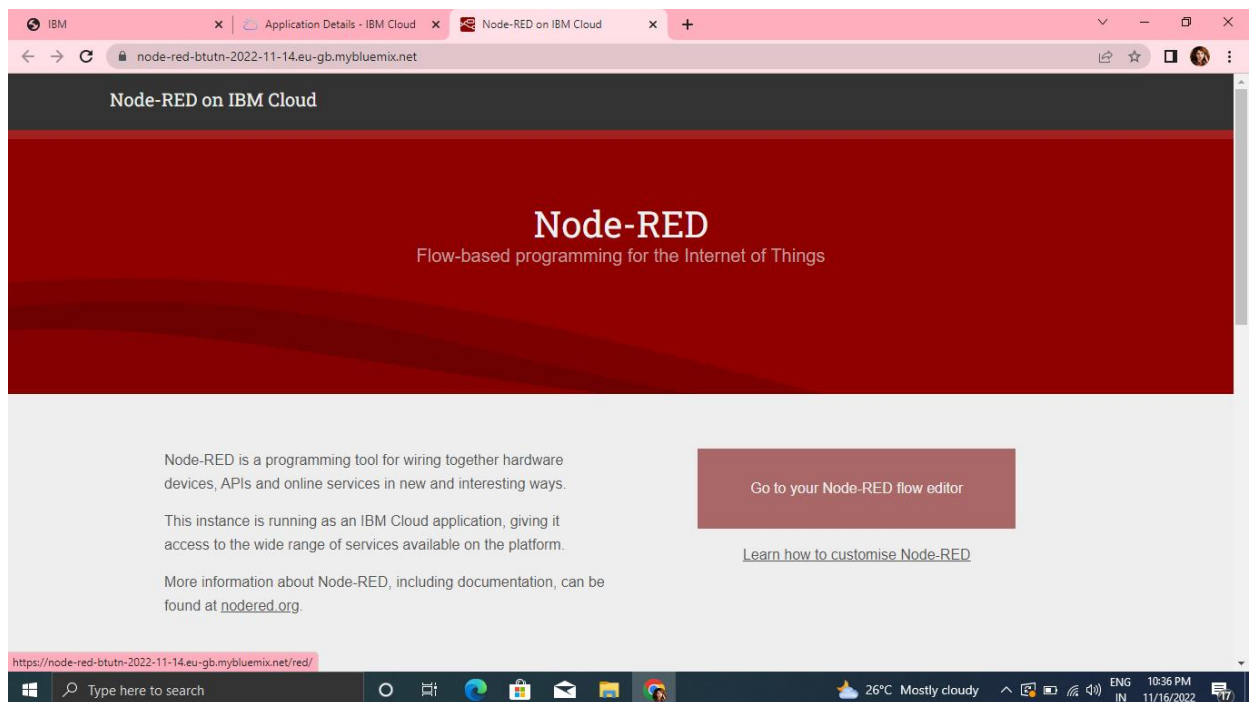 IBM
Application Details - IBM Cloud
Node-RED on IBM Cloud
node-red-btutn-2022-11-14.eu-gb.mybluemix.net
Node-RED on IBM Cloud
Node-RED
Flow-based programming for the Internet of Things
Node-RED is a programming tool for wiring together hardware
devices, APIs and online services in new and interesting ways.
This instance is running as an IBM Cloud application, giving it
access to the wide range of services available on the platform.
More information about Node-RED, including documentation, can be
found at nodered.org.
Go to your Node-RED flow editor
Learn how to customise Node-RED
https://node-red-btutn-2022-11-14.eu-gb.mybluemix.net/red/
Type here to search
26°C Mostly cloudy
ENG
IN
10:36 PM
11/16/2022
17